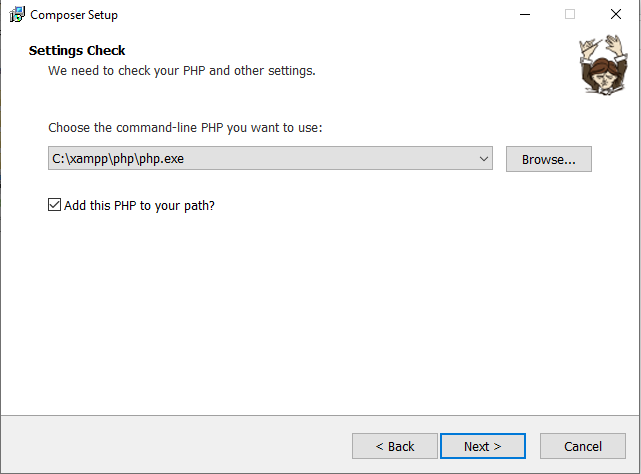 Composer Setup
Settings Check
We need to check your PHP and other settings.
Choose the command-line PHP you want to use:
C:\xampp\php\php.exe
Browse...
Add this PHP to your path?
< Back
Next >
Cancel